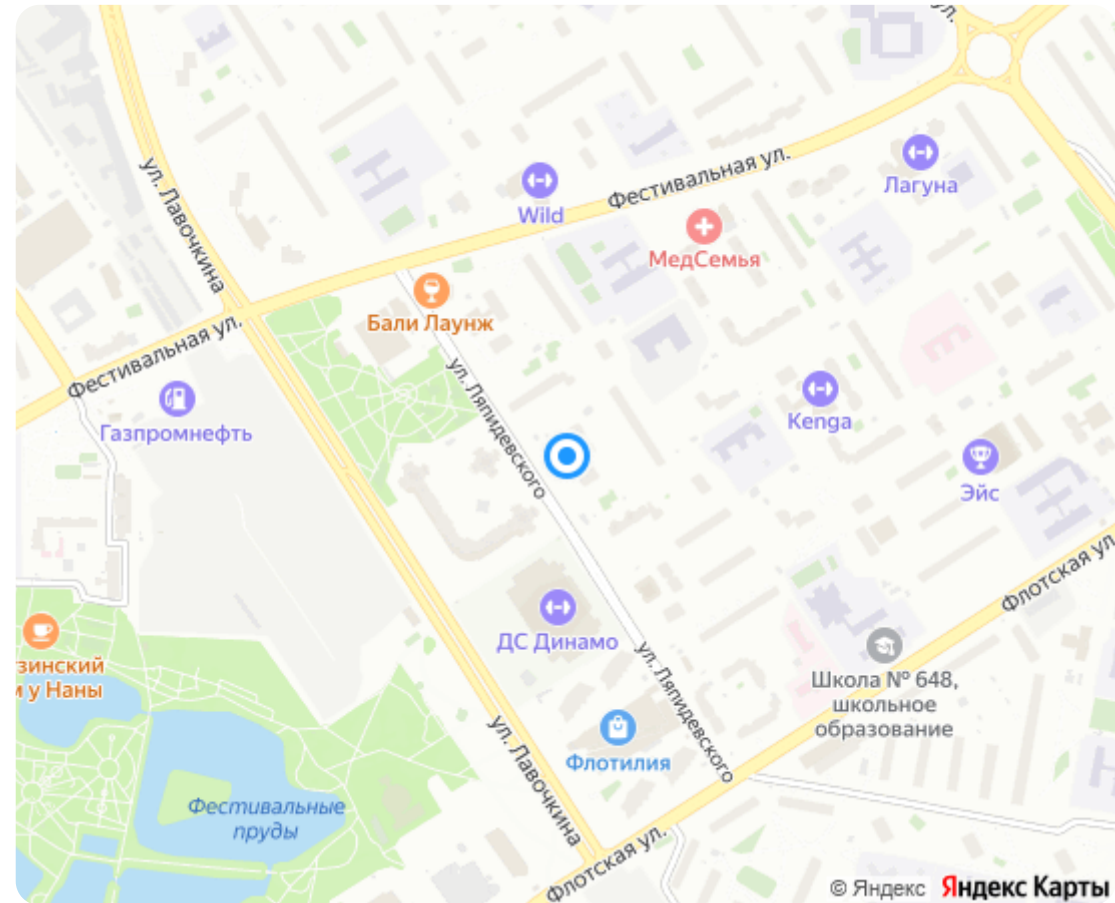 ул.
ул. Лавочкина
Wild
Фестивальная ул.
Лагуна
МедСемья
Бали Лаунж
Фестивальная ул.
Газпромнефть
ул. Ляпидевского
Kenga
Эйс
Флотская ул.
ДС Динамо
ул. Ляпидевского
Школа № 648,
школьное
образование
зинский
м у Наны
ул. Лавочкина
Флотилия
Фестивальные
пруды
Флотская ул.
© Яндекс Яндекс Карты